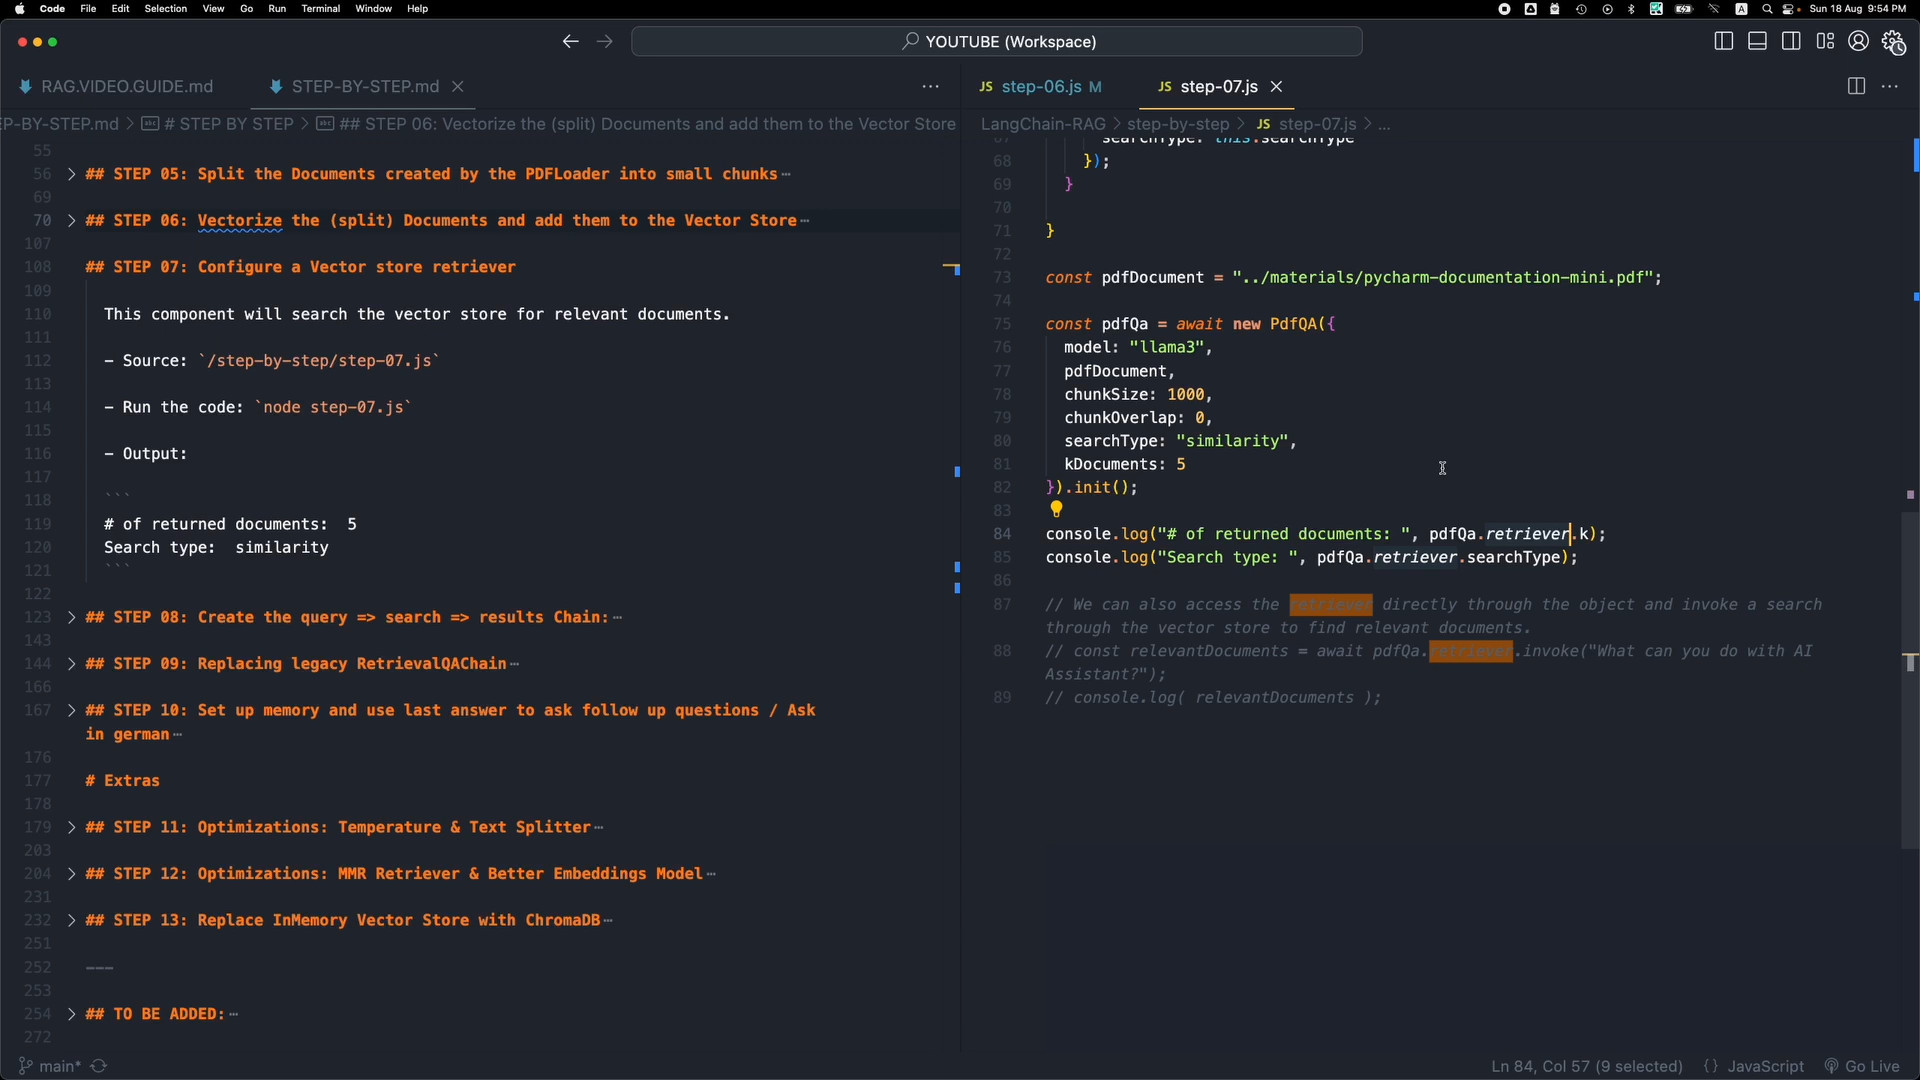 Code File Edit Selection View Go Run Terminal Window Help
A Sun 18 Aug 9:54 PM
YOUTUBE (Workspace)
RAG.VIDEO.GUIDE.md STEP-BY-STEP.md
P-BY-STEP.md > # STEP BY STEP > ## STEP 06: Vectorize the (split) Documents and add them to the Vector Store
55
56 > ## STEP 05: Split the Documents created by the PDFLoader into small chunks…
69
70 > ## STEP 06: Vectorize the (split) Documents and add them to the Vector Store…
107
108 ## STEP 07: Configure a Vector store retriever
109
110 This component will search the vector store for relevant documents.
111
112 - Source: `/step-by-step/step-07.js`
113
114 - Run the code: `node step-07.js`
115
116 - Output:
117
118 ```
119 # of returned documents:  5
120 Search type:  similarity
121 ```
122
123 > ## STEP 08: Create the query => search => results Chain:…
143
144 > ## STEP 09: Replacing legacy RetrievalQAChain…
166
167 > ## STEP 10: Set up memory and use last answer to ask follow up questions / Ask
in german…
176
177 # Extras
178
179 > ## STEP 11: Optimizations: Temperature & Text Splitter…
203
204 > ## STEP 12: Optimizations: MMR Retriever & Better Embeddings Model…
231
232 > ## STEP 13: Replace InMemory Vector Store with ChromaDB…
251
252 ---
253
254 > ## TO BE ADDED:…
272
JS step-06.js M JS step-07.js
LangChain-RAG > step-by-step > JS step-07.js > ...
67 searchType: this.searchType
68 });
69 }
70
71 }
72
73 const pdfDocument = "../materials/pycharm-documentation-mini.pdf";
74
75 const pdfQa = await new PdfQA({
76 model: "llama3",
77 pdfDocument,
78 chunkSize: 1000,
79 chunkOverlap: 0,
80 searchType: "similarity",
81 kDocuments: 5
82 }).init();
83
84 console.log("# of returned documents: ", pdfQa.retriever.k);
85 console.log("Search type: ", pdfQa.retriever.searchType);
86
87 // We can also access the retriever directly through the object and invoke a search
through the vector store to find relevant documents.
88 // const relevantDocuments = await pdfQa.retriever.invoke("What can you do with AI
Assistant?");
89 // console.log( relevantDocuments );
main* Ln 84, Col 57 (9 selected) {} JavaScript Go Live